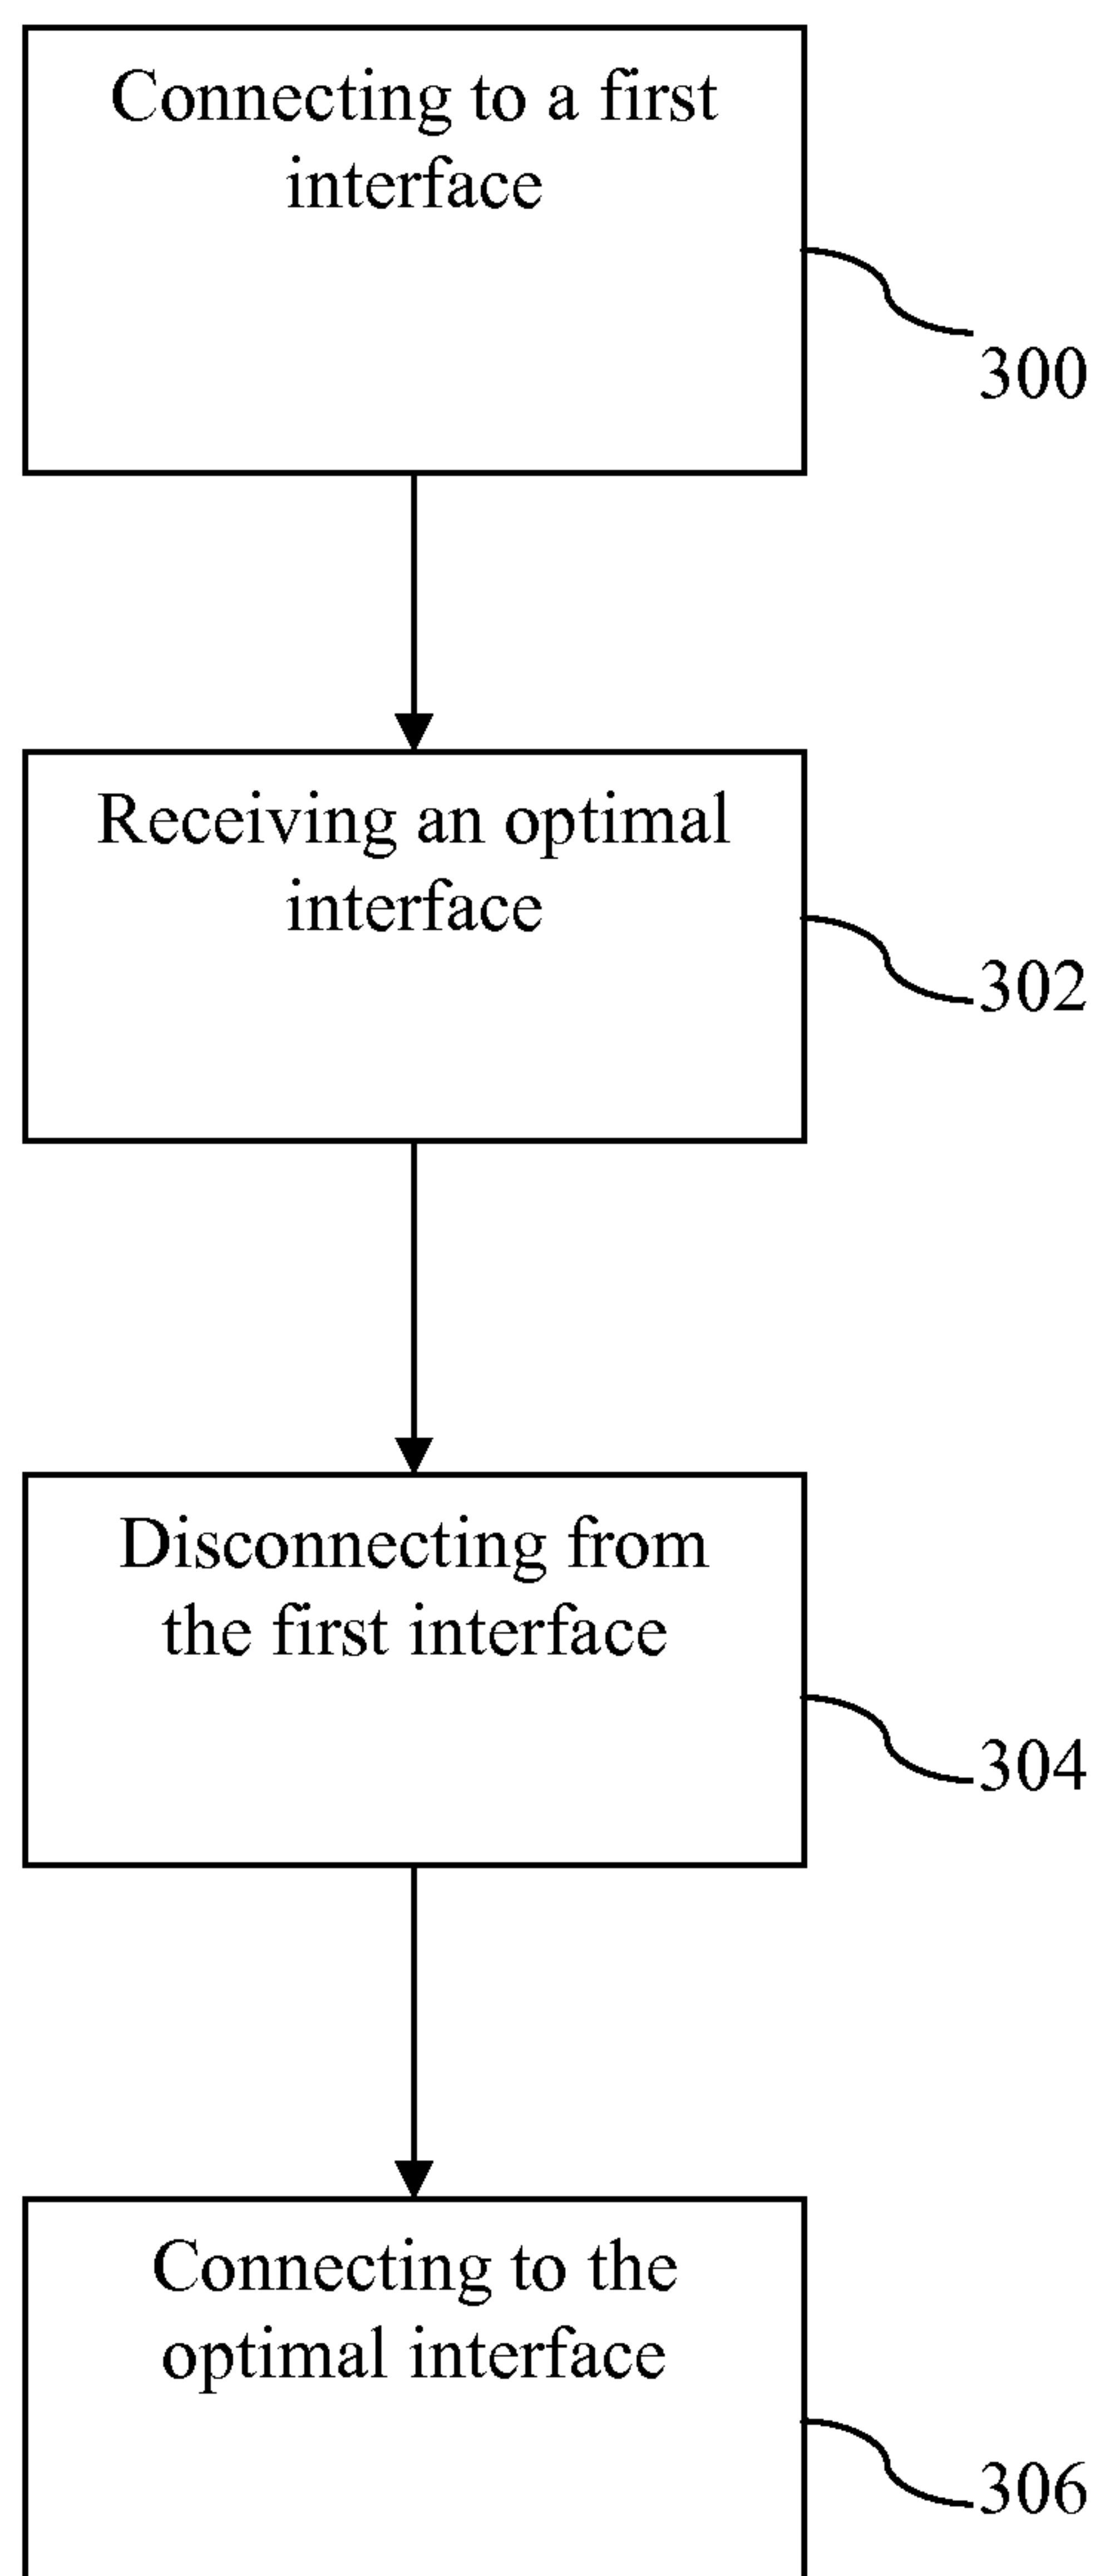 Connecting to a first
interface
300
Receiving an optimal
interface
302
Disconnecting from
the first interface
304
Connecting to the
optimal interface
306